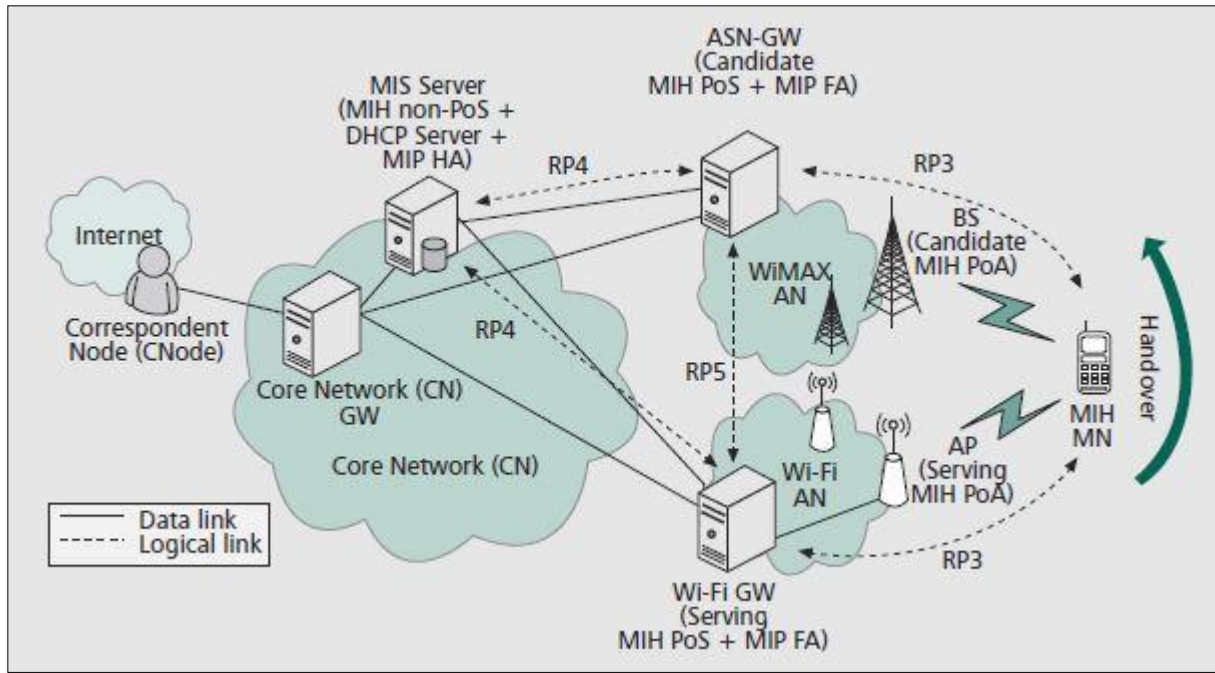 ASN-GW
(Candidate
MIH PoS + MIP FA)
MIS Server
(MIH non-PoS +
DHCP Server +
MIP HA)
RP4
RP3
BS
(Candidate
MIH PoA)
Internet
WiMAX
AN
Correspondent
Node (CNode)
RP4
RP5
Handover
Core Network (CN)
GW
MIH
MN
Core Network (CN)
Wi-Fi
AN
AP
(Serving
MIH PoA)
Data link
Logical link
RP3
Wi-Fi GW
(Serving
MIH PoS + MIP FA)